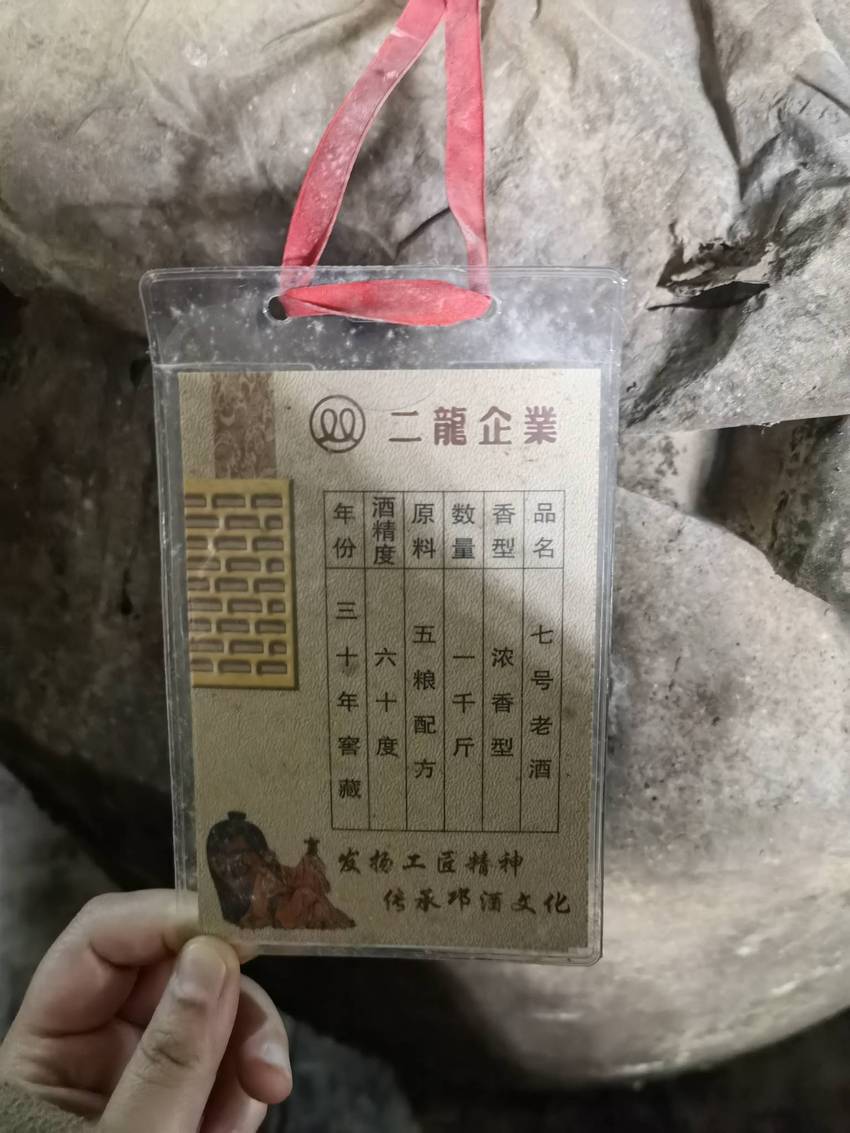 二龍企業
品名 七号老酒
香型 浓香型
数量 一千斤
原料 五粮配方
酒精度 六十度
年份 三十年窖藏
发扬工匠精神
传承邛酒文化